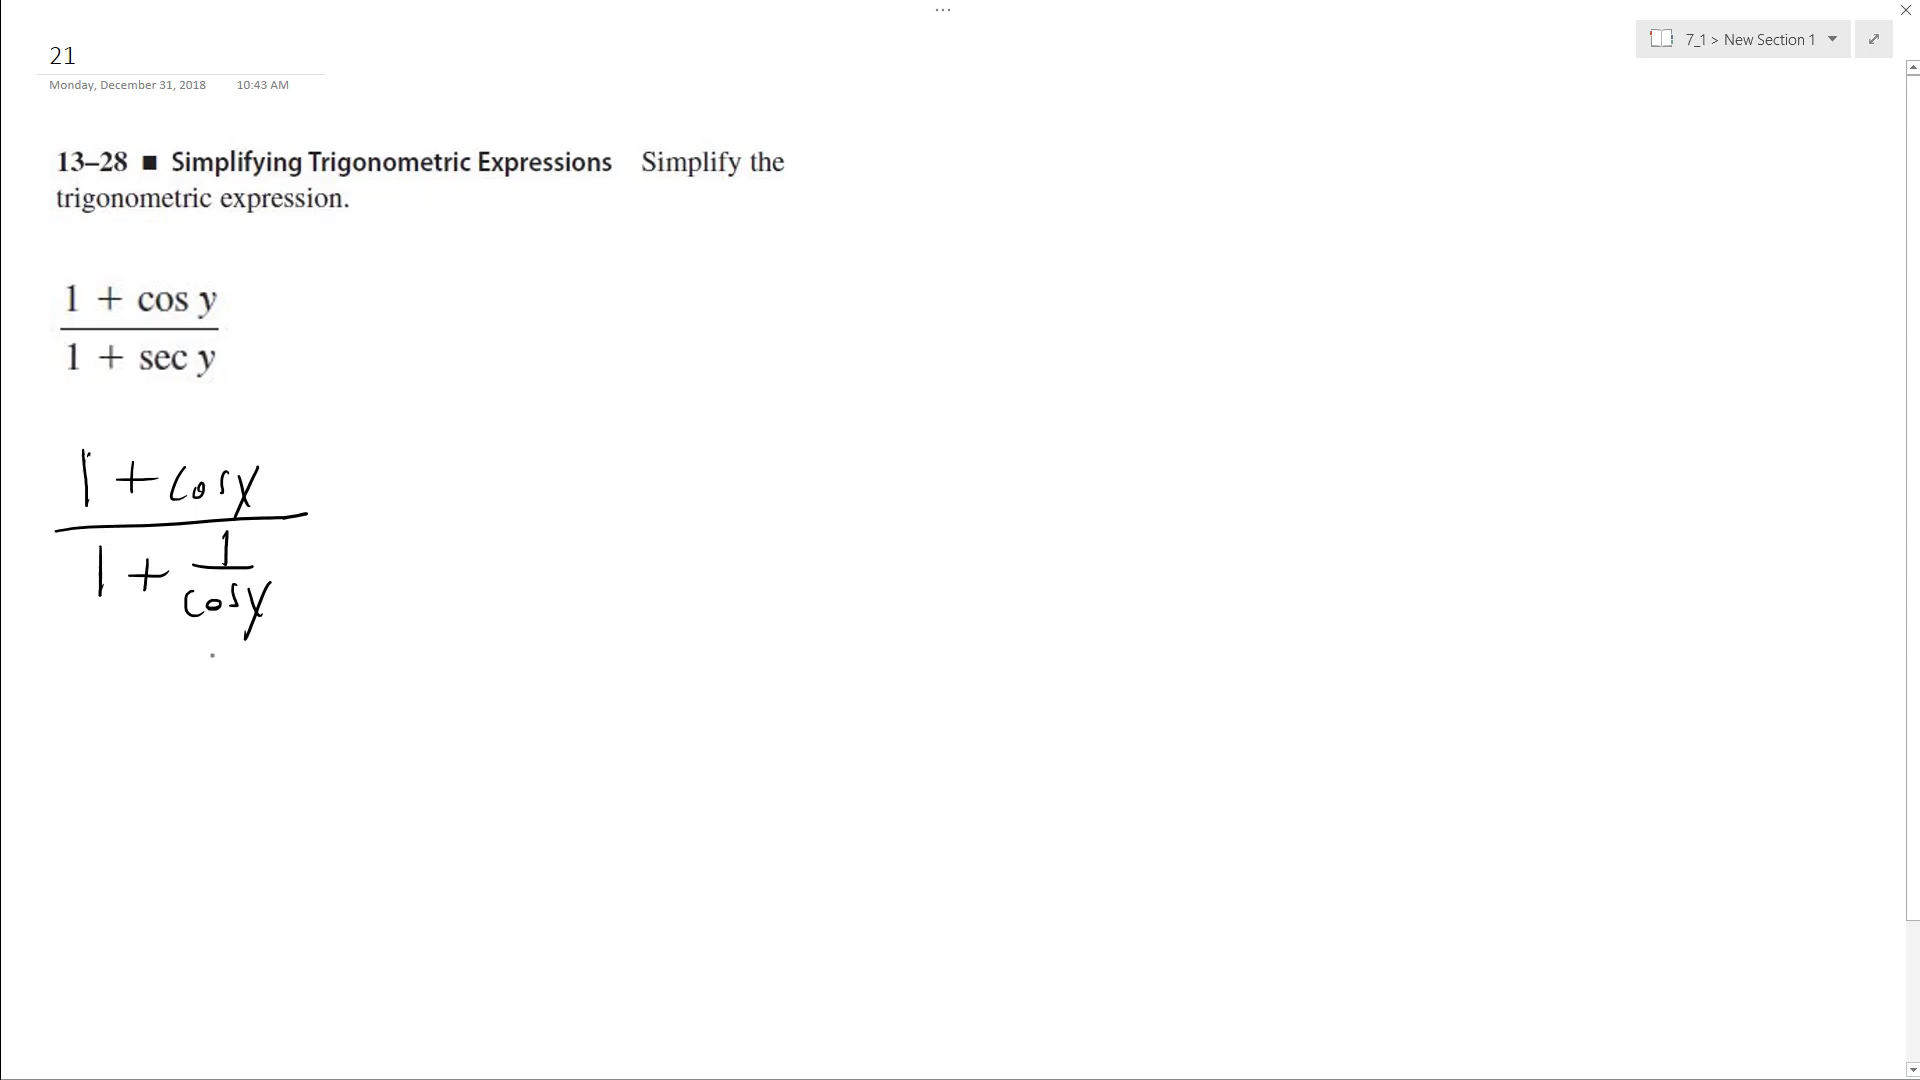 ...
7_1 > New Section 1
21
Monday, December 31, 2018 10:43 AM
13–28 ■ Simplifying Trigonometric Expressions Simplify the
trigonometric expression.
1 + cos y
1 + sec y
1 + cosy
1 + 1
cosy